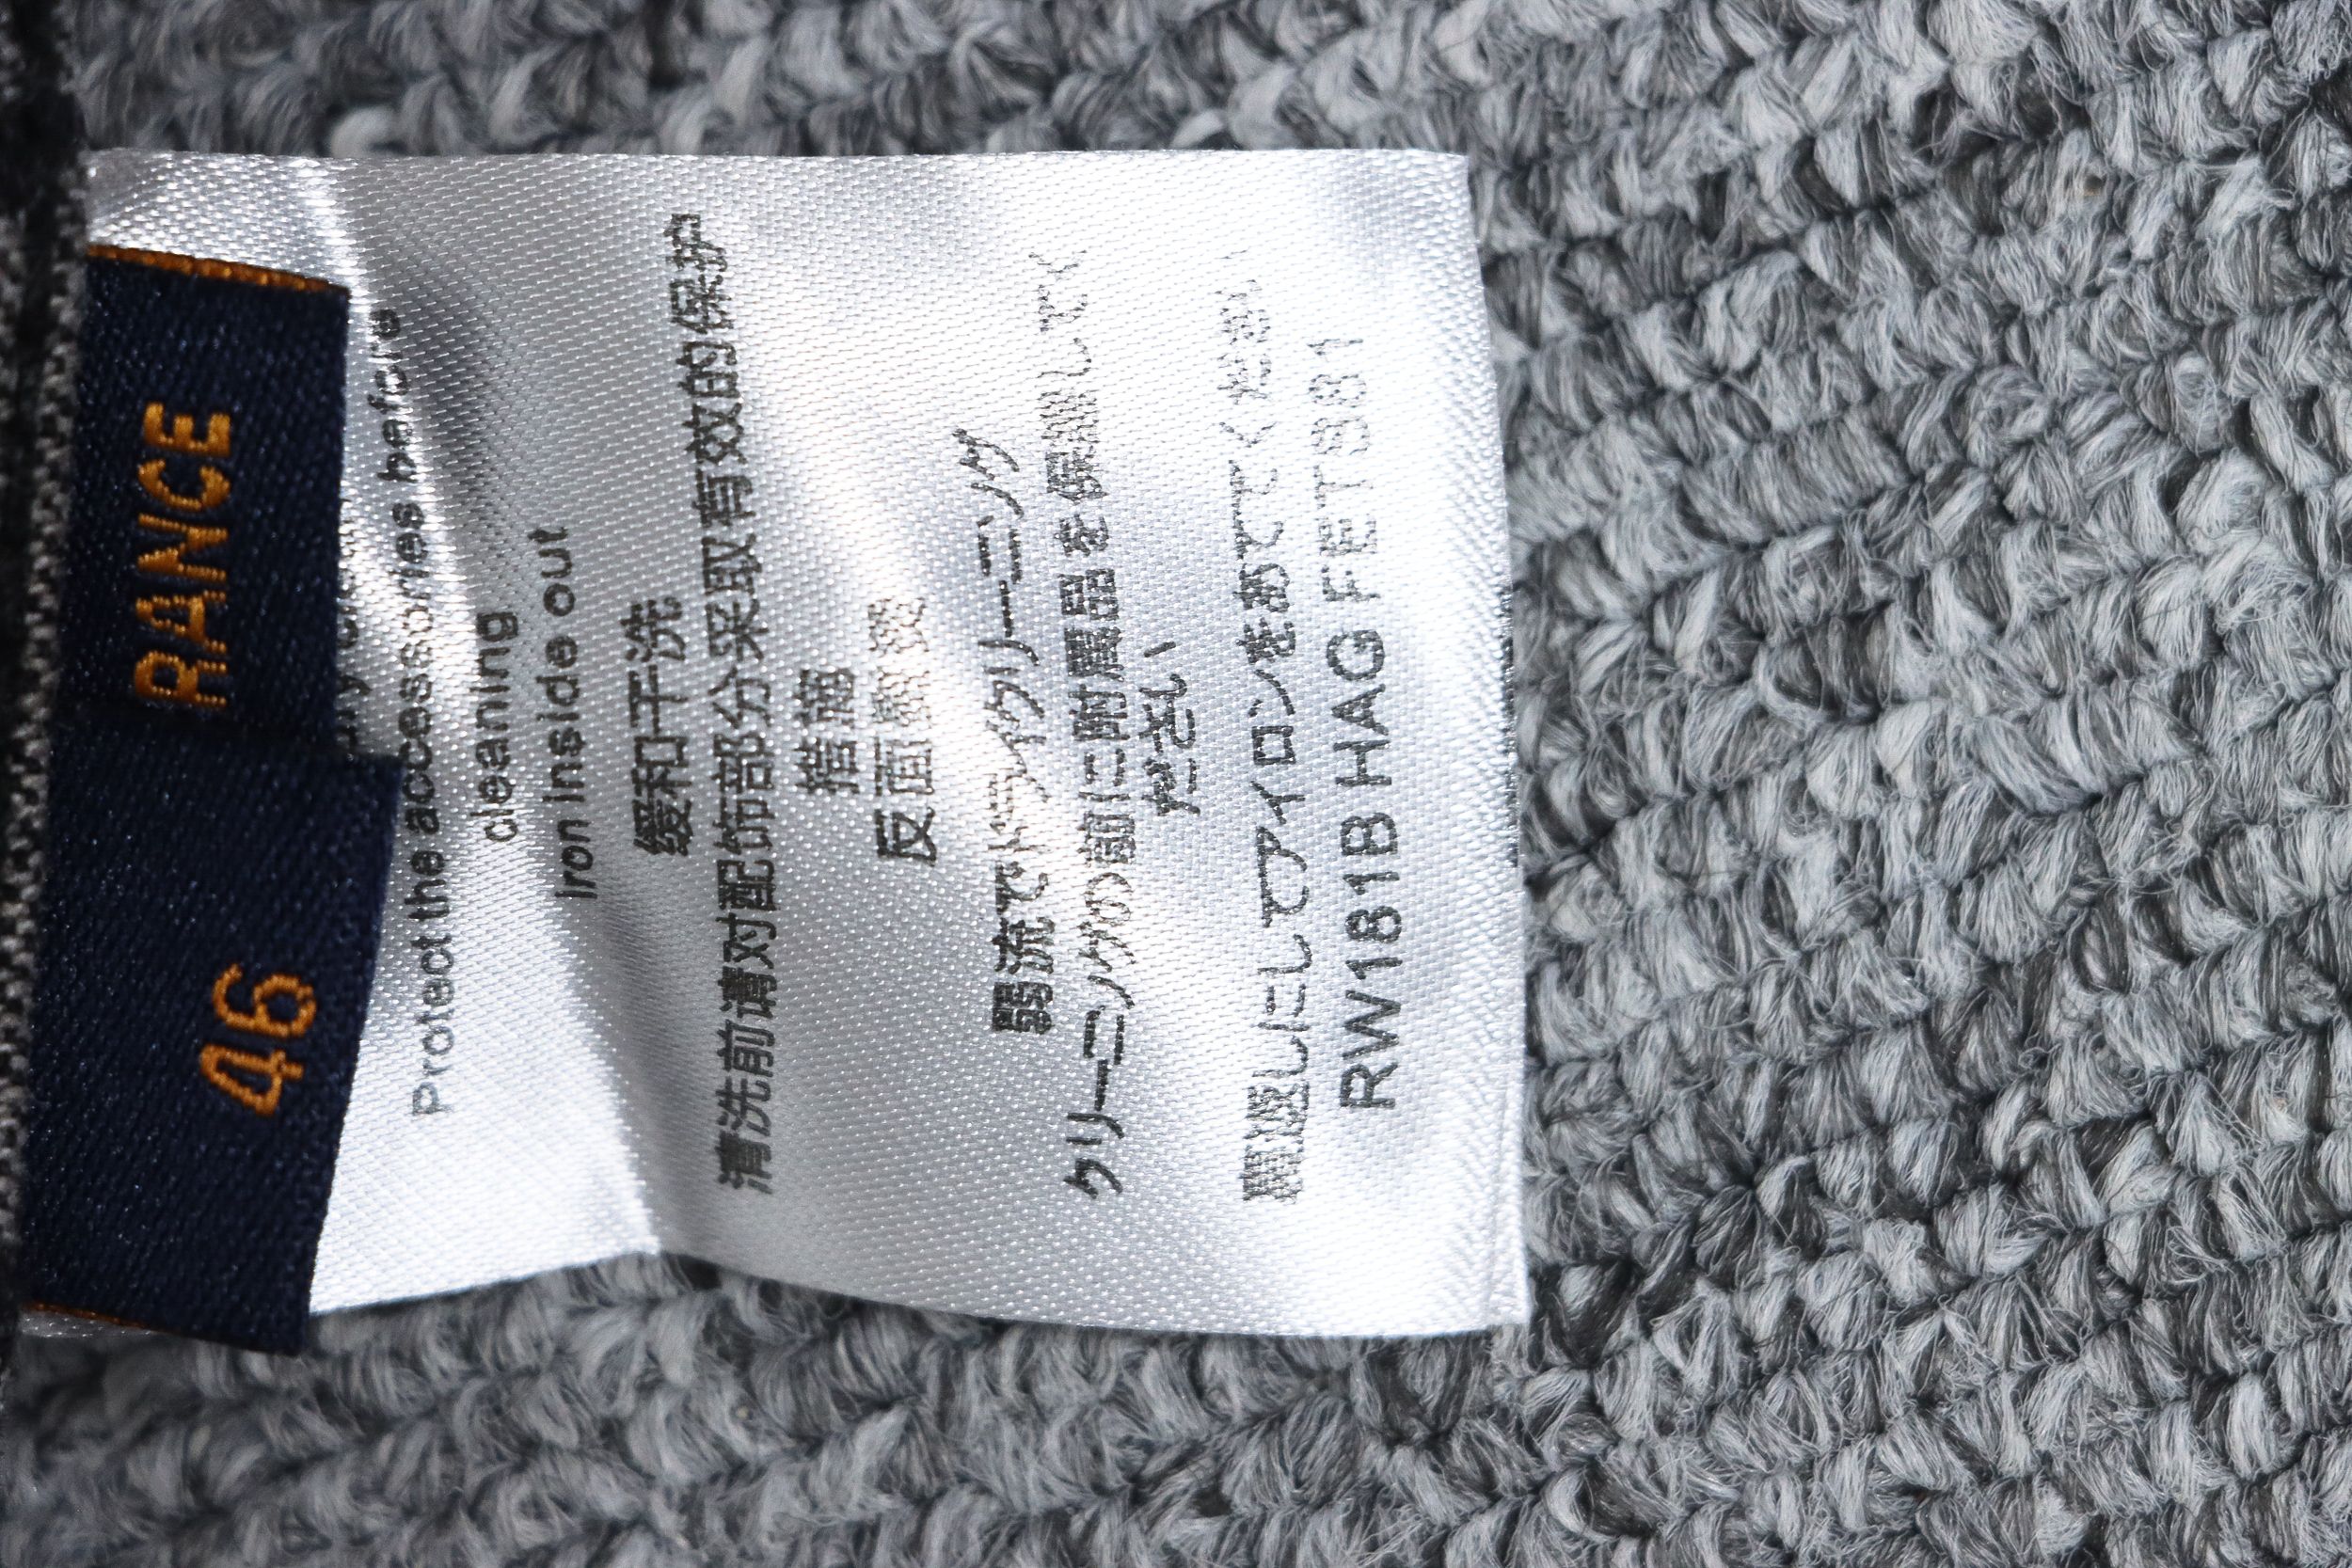 RANCE
46
Protect the accessories before
cleaning
Iron inside out
缓和干洗
清洗前请对配饰部分采取有效的保护
措施
反面熨烫
弱流でドライクリーニング
クリーニングの前に附属品を保護してく
ださい
裏返しにしてアイロンをあててください
RW181B HAG FETS81